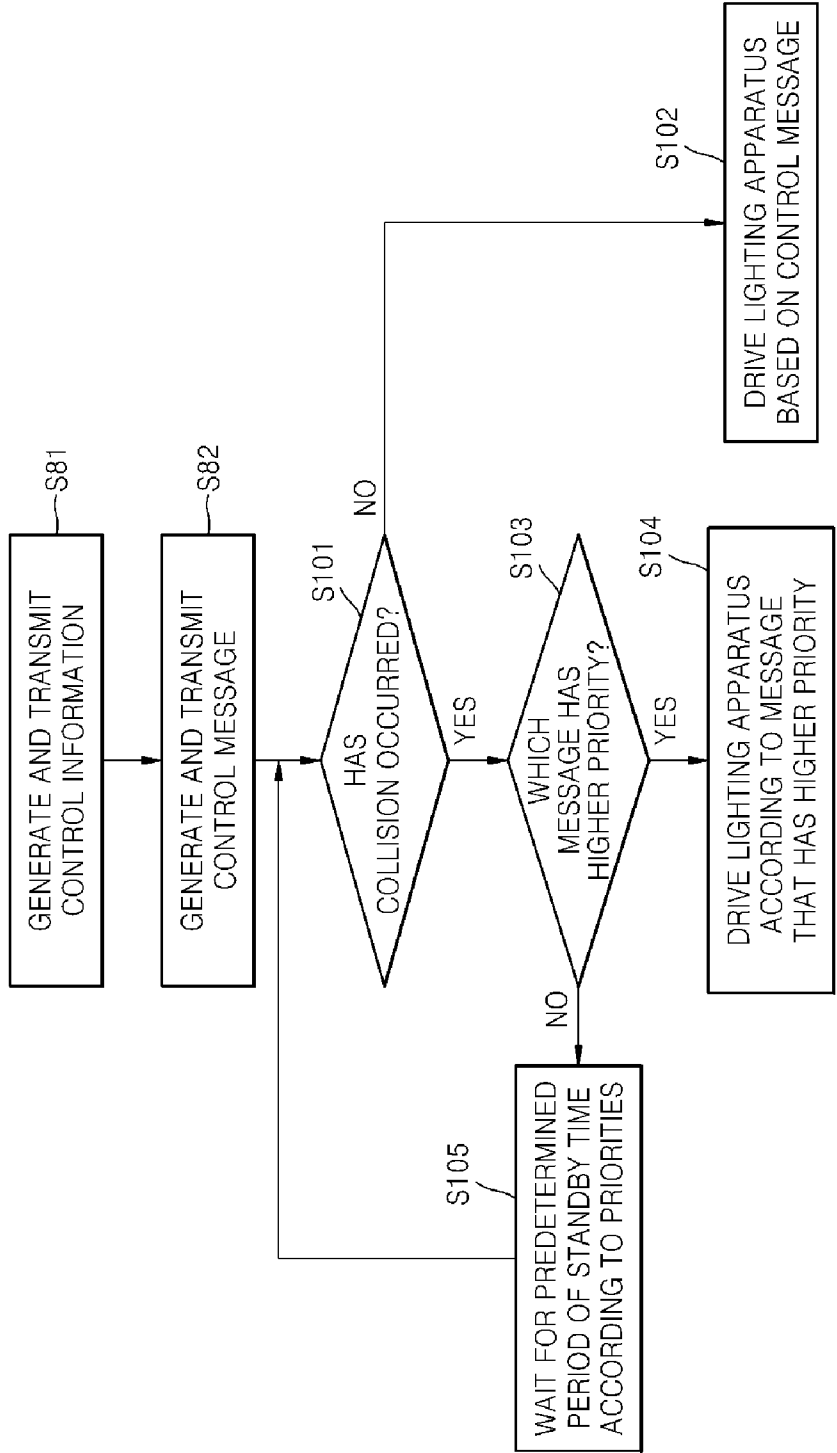 S81
GENERATE AND TRANSMIT
CONTROL INFORMATION
S82
GENERATE AND TRANSMIT
CONTROL MESSAGE
S101
HAS
COLLISION OCCURRED?
NO
YES
S102
DRIVE LIGHTING APPARATUS
BASED ON CONTROL MESSAGE
S103
WHICH
MESSAGE HAS
HIGHER PRIORITY?
NO
YES
S105
WAIT FOR PREDETERMINED
PERIOD OF STANDBY TIME
ACCORDING TO PRIORITIES
S104
DRIVE LIGHTING APPARATUS
ACCORDING TO MESSAGE
THAT HAS HIGHER PRIORITY